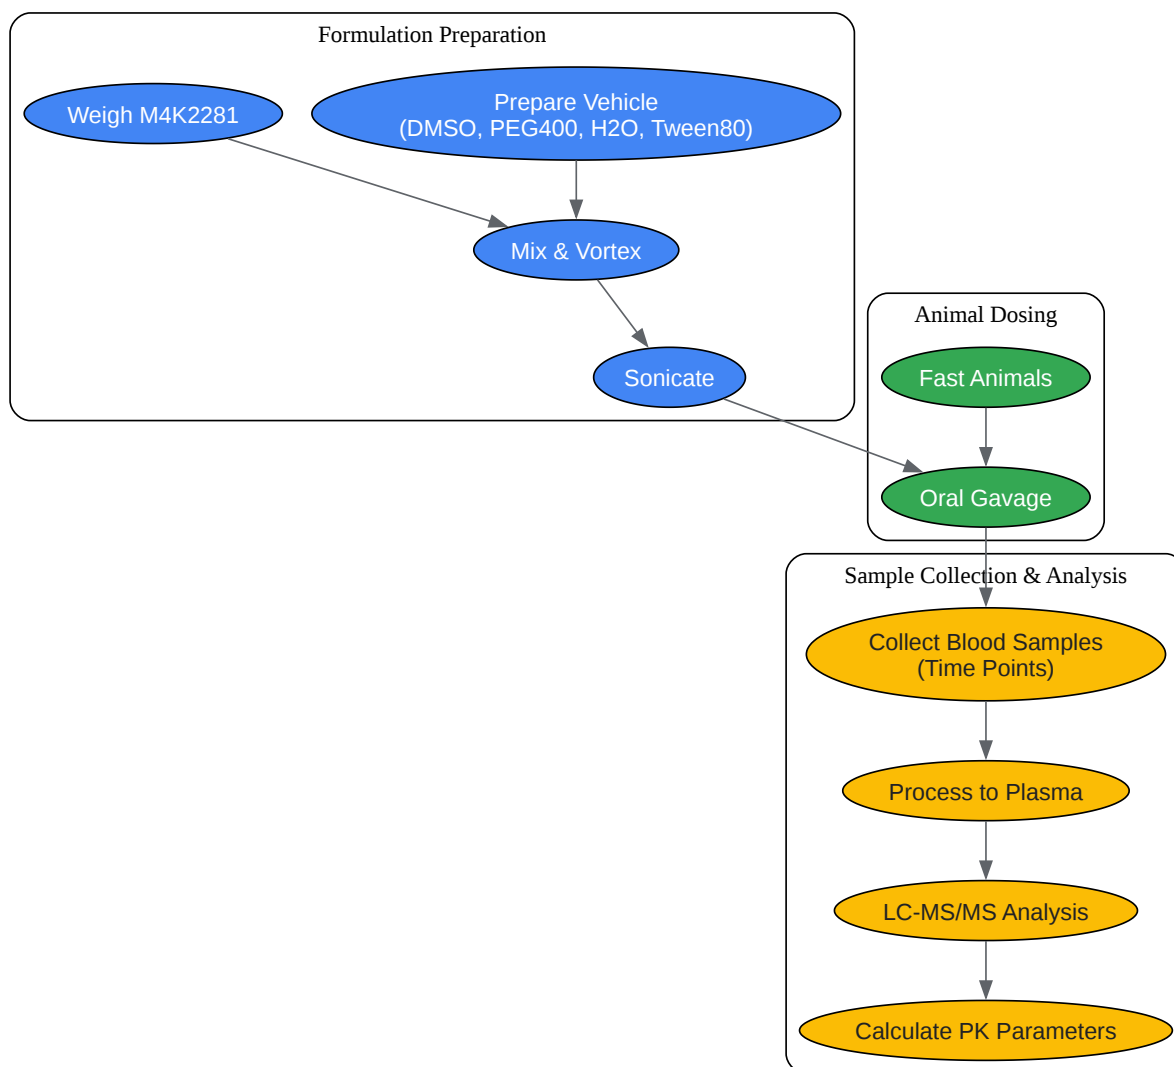 Formulation Preparation
Weigh M4K2281
Prepare Vehicle
(DMSO, PEG400, H2O, Tween80)
Mix & Vortex
Sonicate
Animal Dosing
Fast Animals
Oral Gavage
Sample Collection & Analysis
Collect Blood Samples
(Time Points)
Process to Plasma
LC-MS/MS Analysis
Calculate PK Parameters